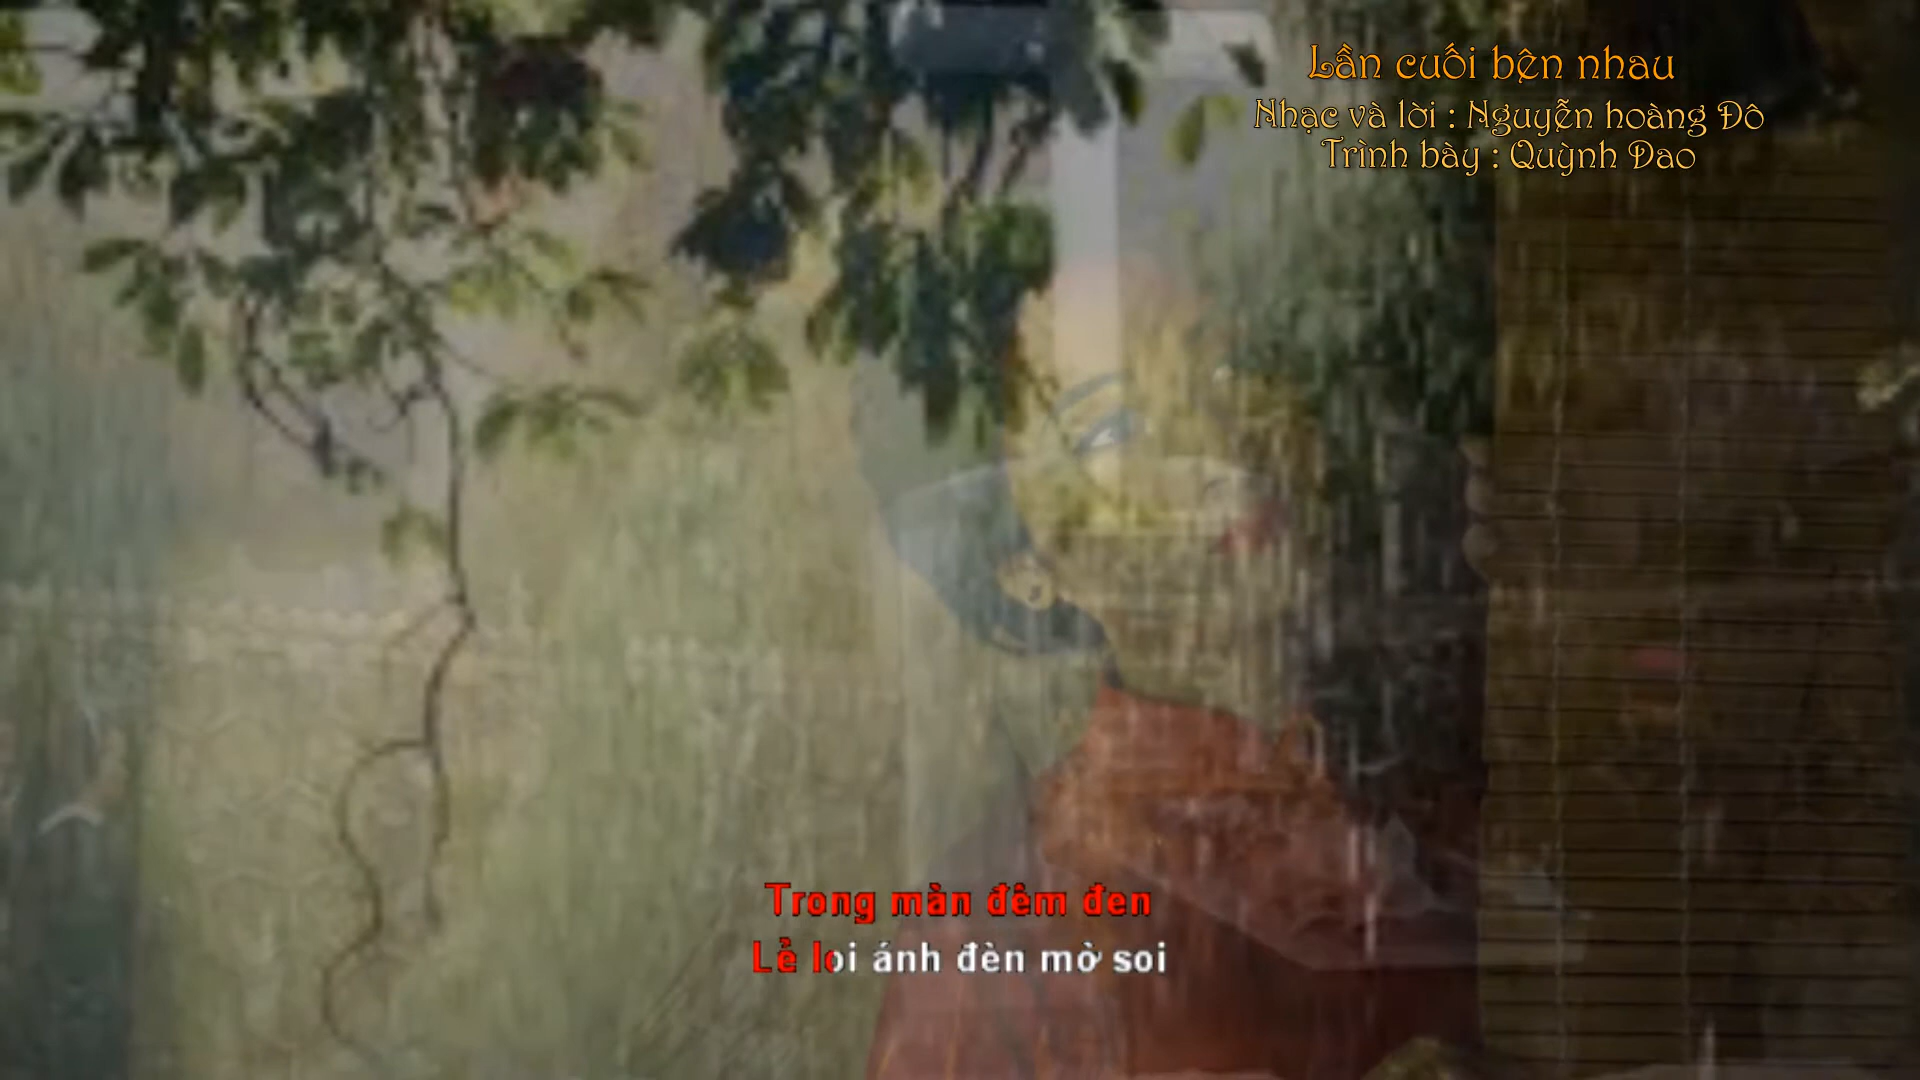 Lần cuối bện nhau
Nhạc và lời : Nguyễn hoàng Đô
Trình bày : Quỳnh Dao
Trong màn đêm đen
Lẻ loi ánh đèn mờ soi